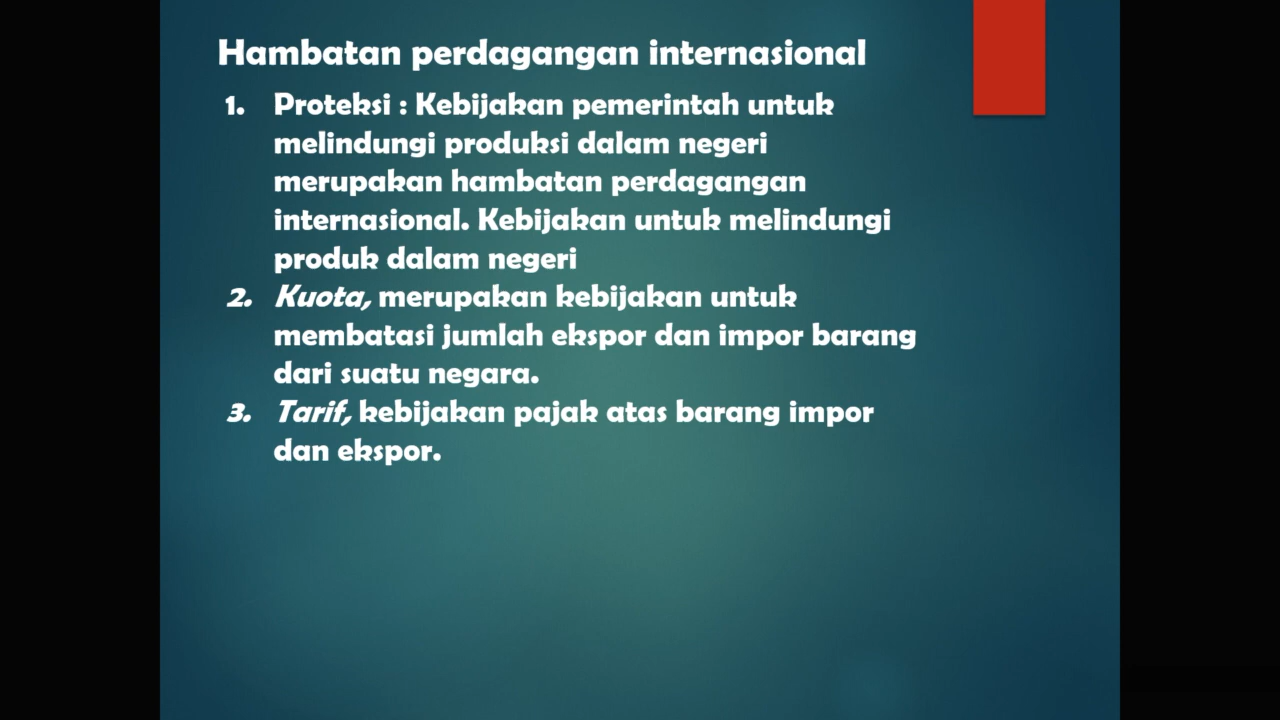 Hambatan perdagangan internasional
1. Proteksi : Kebijakan pemerintah untuk
melindungi produksi dalam negeri
merupakan hambatan perdagangan
internasional. Kebijakan untuk melindungi
produk dalam negeri
2. Kuota, merupakan kebijakan untuk
membatasi jumlah ekspor dan impor barang
dari suatu negara.
3. Tarif, kebijakan pajak atas barang impor
dan ekspor.